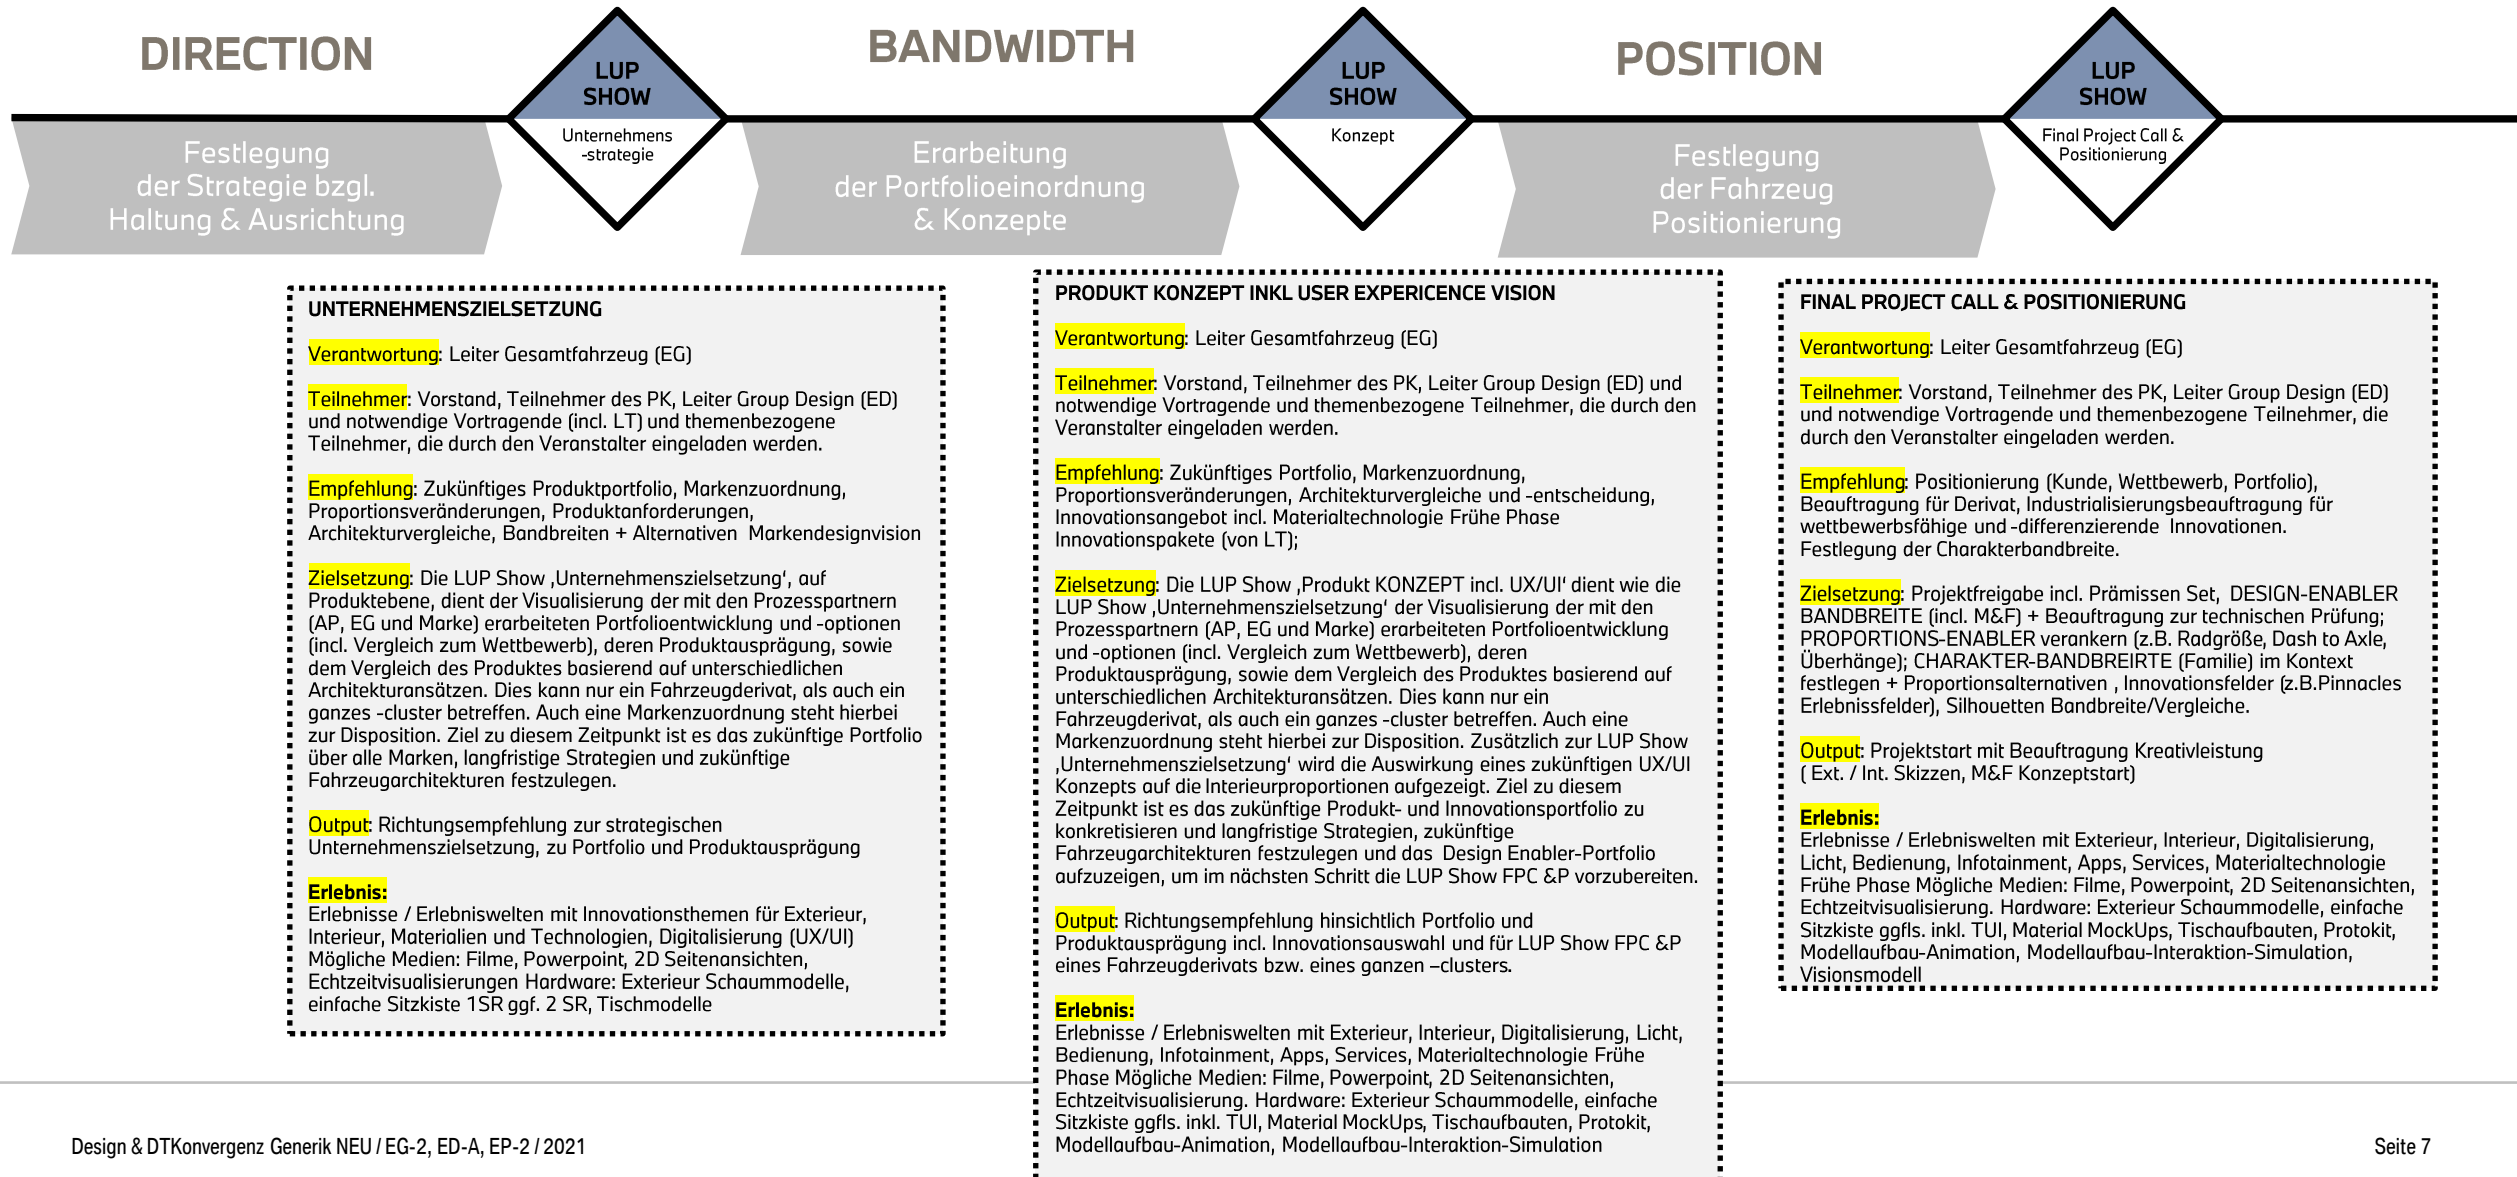 DIRECTION
BANDWIDTH
POSITION
LUP
SHOW
Unternehmens
-strategie
LUP
SHOW
Konzept
LUP
SHOW
Final Project Call &
Positionierung
Festlegung
der Strategie bzgl.
Haltung & Ausrichtung
Erarbeitung
der Portfolioeinordnung
& Konzepte
Festlegung
der Fahrzeug
Positionierung
UNTERNEHMENSZIELSETZUNG
Verantwortung: Leiter Gesamtfahrzeug (EG)
Teilnehmer: Vorstand, Teilnehmer des PK, Leiter Group Design (ED)
und notwendige Vortragende (incl. LT) und themenbezogene
Teilnehmer, die durch den Veranstalter eingeladen werden.
Empfehlung: Zukünftiges Produktportfolio, Markenzuordnung,
Proportionsveränderungen, Produktanforderungen,
Architekturvergleiche, Bandbreiten + Alternativen Markendesignvision
Zielsetzung: Die LUP Show ‚Unternehmenszielsetzung‘, auf
Produktebene, dient der Visualisierung der mit den Prozesspartnern
(AP, EG und Marke) erarbeiteten Portfolioentwicklung und -optionen
(incl. Vergleich zum Wettbewerb), deren Produktausprägung, sowie
dem Vergleich des Produktes basierend auf unterschiedlichen
Architekturansätzen. Dies kann nur ein Fahrzeugderivat, als auch ein
ganzes -cluster betreffen. Auch eine Markenzuordnung steht hierbei
zur Disposition. Ziel zu diesem Zeitpunkt ist es das zukünftige Portfolio
über alle Marken, langfristige Strategien und zukünftige
Fahrzeugarchitekturen festzulegen.
Output: Richtungsempfehlung zur strategischen
Unternehmenszielsetzung, zu Portfolio und Produktausprägung
Erlebnis:
Erlebnisse / Erlebniswelten mit Innovationsthemen für Exterieur,
Interieur, Materialien und Technologien, Digitalisierung (UX/UI)
Mögliche Medien: Filme, Powerpoint, 2D Seitenansichten,
Echtzeitvisualisierungen Hardware: Exterieur Schaummodelle,
einfache Sitzkiste 1SR ggf. 2 SR, Tischmodelle
PRODUKT KONZEPT INKL USER EXPERICENCE VISION
Verantwortung: Leiter Gesamtfahrzeug (EG)
Teilnehmer: Vorstand, Teilnehmer des PK, Leiter Group Design (ED) und
notwendige Vortragende und themenbezogene Teilnehmer, die durch den
Veranstalter eingeladen werden.
Empfehlung: Zukünftiges Portfolio, Markenzuordnung,
Proportionsveränderungen, Architekturvergleiche und -entscheidung,
Innovationsangebot incl. Materialtechnologie Frühe Phase
Innovationspakete (von LT);
Zielsetzung: Die LUP Show ‚Produkt KONZEPT incl. UX/UI‘ dient wie die
LUP Show ‚Unternehmenszielsetzung‘ der Visualisierung der mit den
Prozesspartnern (AP, EG und Marke) erarbeiteten Portfolioentwicklung
und -optionen (incl. Vergleich zum Wettbewerb), deren
Produktausprägung, sowie dem Vergleich des Produktes basierend auf
unterschiedlichen Architekturansätzen. Dies kann nur ein
Fahrzeugderivat, als auch ein ganzes -cluster betreffen. Auch eine
Markenzuordnung steht hierbei zur Disposition. Zusätzlich zur LUP Show
‚Unternehmenszielsetzung‘ wird die Auswirkung eines zukünftigen UX/UI
Konzepts auf die Interieurproportionen aufgezeigt. Ziel zu diesem
Zeitpunkt ist es das zukünftige Produkt- und Innovationsportfolio zu
konkretisieren und langfristige Strategien, zukünftige
Fahrzeugarchitekturen festzulegen und das Design Enabler-Portfolio
aufzuzeigen, um im nächsten Schritt die LUP Show FPC &P vorzubereiten.
Output: Richtungsempfehlung hinsichtlich Portfolio und
Produktausprägung incl. Innovationsauswahl und für LUP Show FPC &P
eines Fahrzeugderivats bzw. eines ganzen –clusters.
Erlebnis:
Erlebnisse / Erlebniswelten mit Exterieur, Interieur, Digitalisierung, Licht,
Bedienung, Infotainment, Apps, Services, Materialtechnologie Frühe
Phase Mögliche Medien: Filme, Powerpoint, 2D Seitenansichten,
Echtzeitvisualisierung. Hardware: Exterieur Schaummodelle, einfache
Sitzkiste ggfls. inkl. TUI, Material MockUps, Tischaufbauten, Protokit,
Modellaufbau-Animation, Modellaufbau-Interaktion-Simulation
FINAL PROJECT CALL & POSITIONIERUNG
Verantwortung: Leiter Gesamtfahrzeug (EG)
Teilnehmer: Vorstand, Teilnehmer des PK, Leiter Group Design (ED)
und notwendige Vortragende und themenbezogene Teilnehmer, die
durch den Veranstalter eingeladen werden.
Empfehlung: Positionierung (Kunde, Wettbewerb, Portfolio),
Beauftragung für Derivat, Industrialisierungsbeauftragung für
wettbewerbsfähige und -differenzierende Innovationen.
Festlegung der Charakterbandbreite.
Zielsetzung: Projektfreigabe incl. Prämissen Set, DESIGN-ENABLER
BANDBREITE (incl. M&F) + Beauftragung zur technischen Prüfung;
PROPORTIONS-ENABLER verankern (z.B. Radgröße, Dash to Axle,
Überhänge); CHARAKTER-BANDBREIRTE (Familie) im Kontext
festlegen + Proportionsalternativen , Innovationsfelder (z.B.Pinnacles
Erlebnissfelder), Silhouetten Bandbreite/Vergleiche.
Output: Projektstart mit Beauftragung Kreativleistung
( Ext. / Int. Skizzen, M&F Konzeptstart)
Erlebnis:
Erlebnisse / Erlebniswelten mit Exterieur, Interieur, Digitalisierung,
Licht, Bedienung, Infotainment, Apps, Services, Materialtechnologie
Frühe Phase Mögliche Medien: Filme, Powerpoint, 2D Seitenansichten,
Echtzeitvisualisierung. Hardware: Exterieur Schaummodelle, einfache
Sitzkiste ggfls. inkl. TUI, Material MockUps, Tischaufbauten, Protokit,
Modellaufbau-Animation, Modellaufbau-Interaktion-Simulation,
Visionsmodell
Design & DTKonvergenz Generik NEU / EG-2, ED-A, EP-2 / 2021
Seite 7